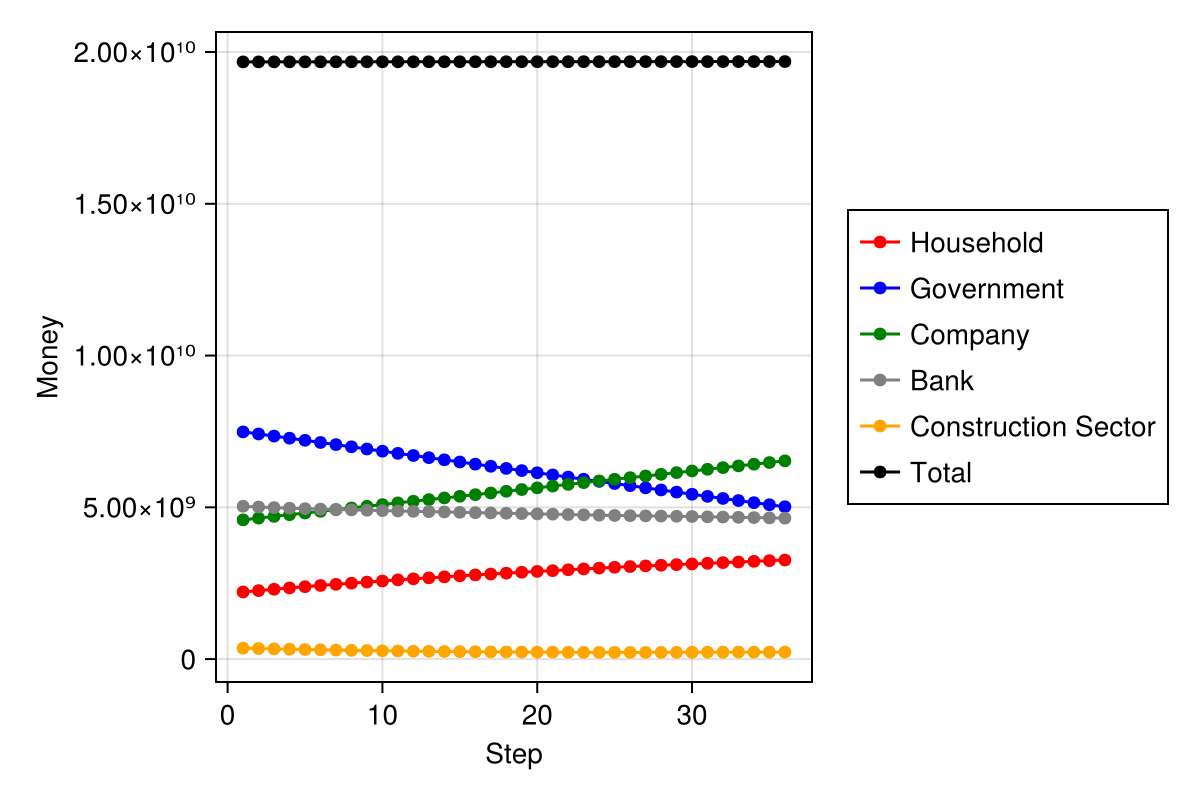 2.00×10¹⁰
1.50×10¹⁰
1.00×10¹⁰
5.00×10⁹
0
Money
0 10 20 30
Step
Household
Government
Company
Bank
Construction Sector
Total